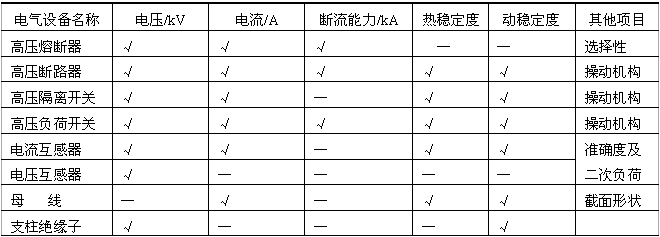 电气设备名称 电压/kV 电流/A 断流能力/kA 热稳定度 动稳定度 其他项目
高压熔断器 √ √ √ — — 选择性
高压断路器 √ √ √ √ √ 操动机构
高压隔离开关 √ √ — √ √ 操动机构
高压负荷开关 √ √ √ √ √ 操动机构
电流互感器 √ √ — √ √ 准确度及
电压互感器 √ — — — — 二次负荷
母 线 — √ — √ √ 截面形状
支柱绝缘子 √ — — — √